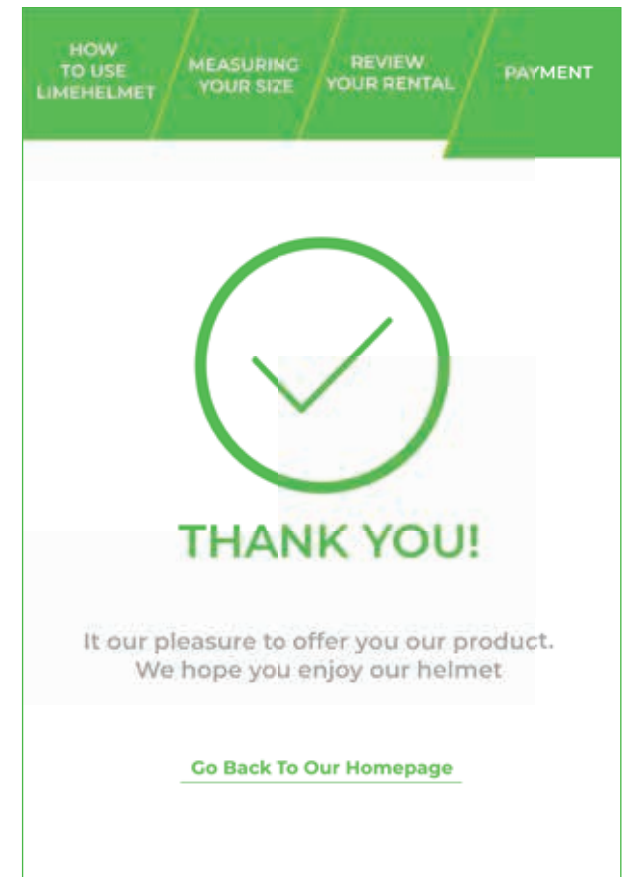 HOW
TO USE
LIMEHELMET
MEASURING
YOUR SIZE
REVIEW
YOUR RENTAL
PAYMENT
THANK YOU!
It our pleasure to offer you our product.
We hope you enjoy our helmet
Go Back To Our Homepage